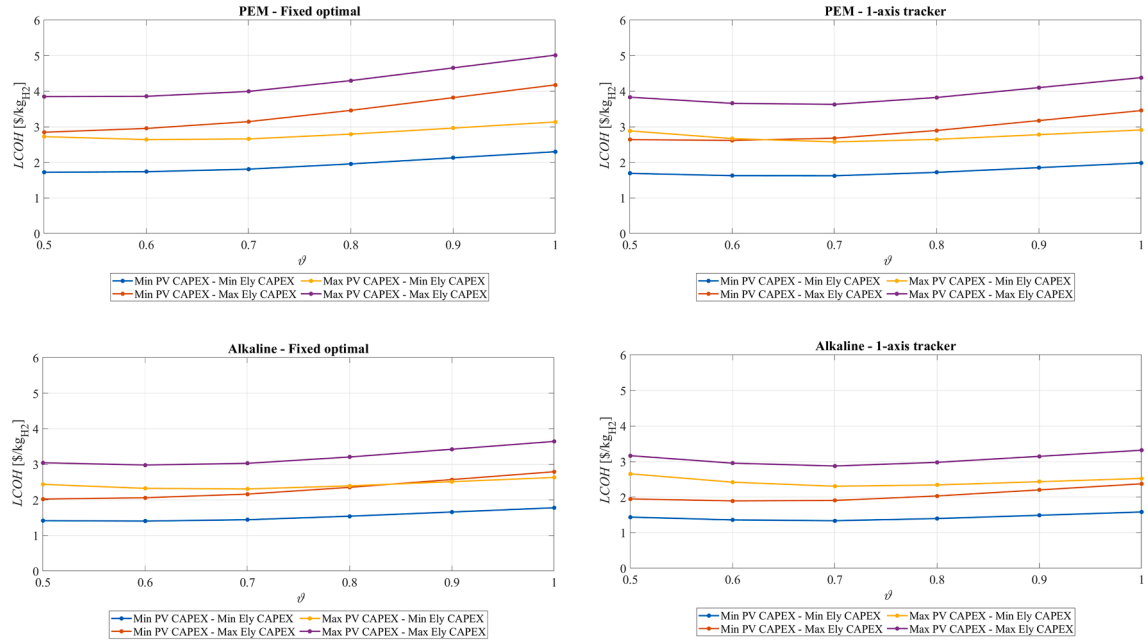 PEM - Fixed optimal
6
5
4
3
2
1
0
LCOH [$/kg_H2]
0.5 0.6 0.7 0.8 0.9 1
ϑ
Min PV CAPEX - Min Ely CAPEX Max PV CAPEX - Min Ely CAPEX
Min PV CAPEX - Max Ely CAPEX Max PV CAPEX - Max Ely CAPEX
PEM - 1-axis tracker
6
5
4
3
2
1
0
LCOH [$/kg_H2]
0.5 0.6 0.7 0.8 0.9 1
ϑ
Min PV CAPEX - Min Ely CAPEX Max PV CAPEX - Min Ely CAPEX
Min PV CAPEX - Max Ely CAPEX Max PV CAPEX - Max Ely CAPEX
Alkaline - Fixed optimal
6
5
4
3
2
1
0
LCOH [$/kg_H2]
0.5 0.6 0.7 0.8 0.9 1
ϑ
Min PV CAPEX - Min Ely CAPEX Max PV CAPEX - Min Ely CAPEX
Min PV CAPEX - Max Ely CAPEX Max PV CAPEX - Max Ely CAPEX
Alkaline - 1-axis tracker
6
5
4
3
2
1
0
LCOH [$/kg_H2]
0.5 0.6 0.7 0.8 0.9 1
ϑ
Min PV CAPEX - Min Ely CAPEX Max PV CAPEX - Min Ely CAPEX
Min PV CAPEX - Max Ely CAPEX Max PV CAPEX - Max Ely CAPEX